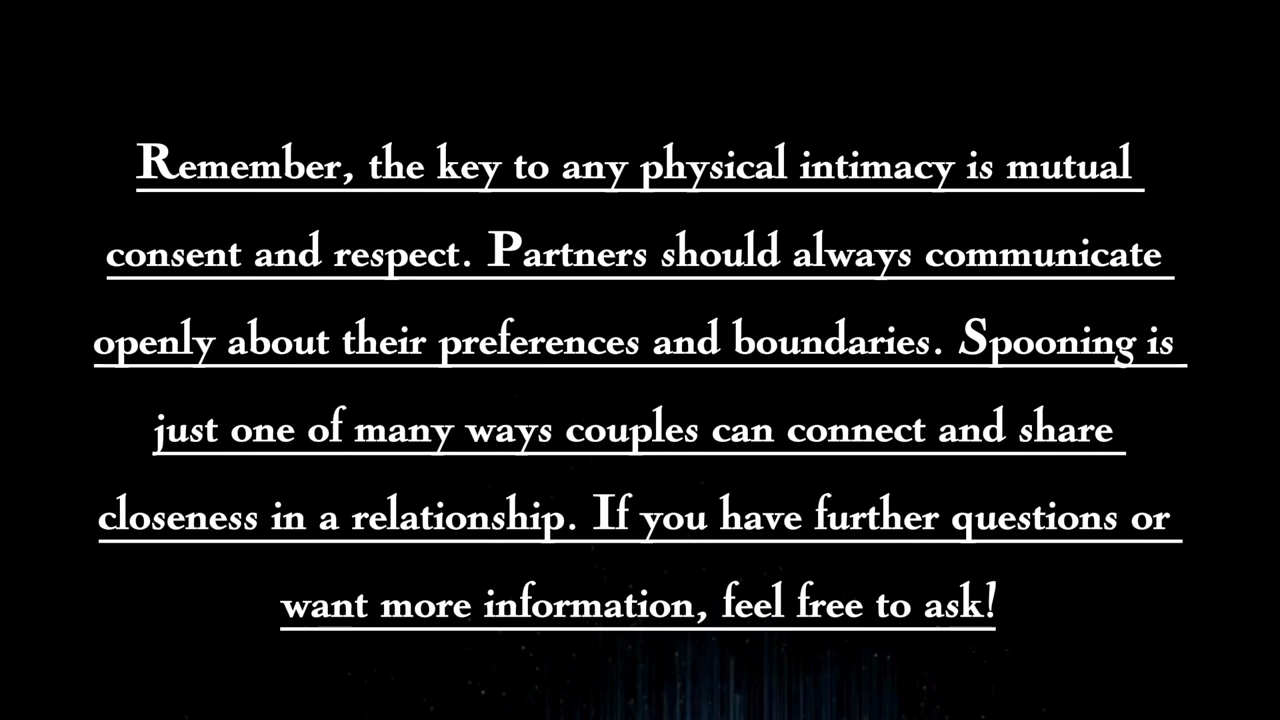 Remember, the key to any physical intimacy is mutual
consent and respect. Partners should always communicate
openly about their preferences and boundaries. Spooning is
just one of many ways couples can connect and share
closeness in a relationship. If you have further questions or
want more information, feel free to ask!